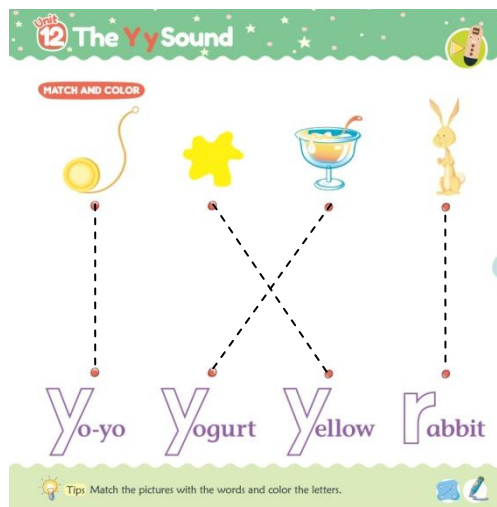 Unit
12 The Yy Sound
MATCH AND COLOR
yo-yo yogurt yellow rabbit
Tips Match the pictures with the words and color the letters.